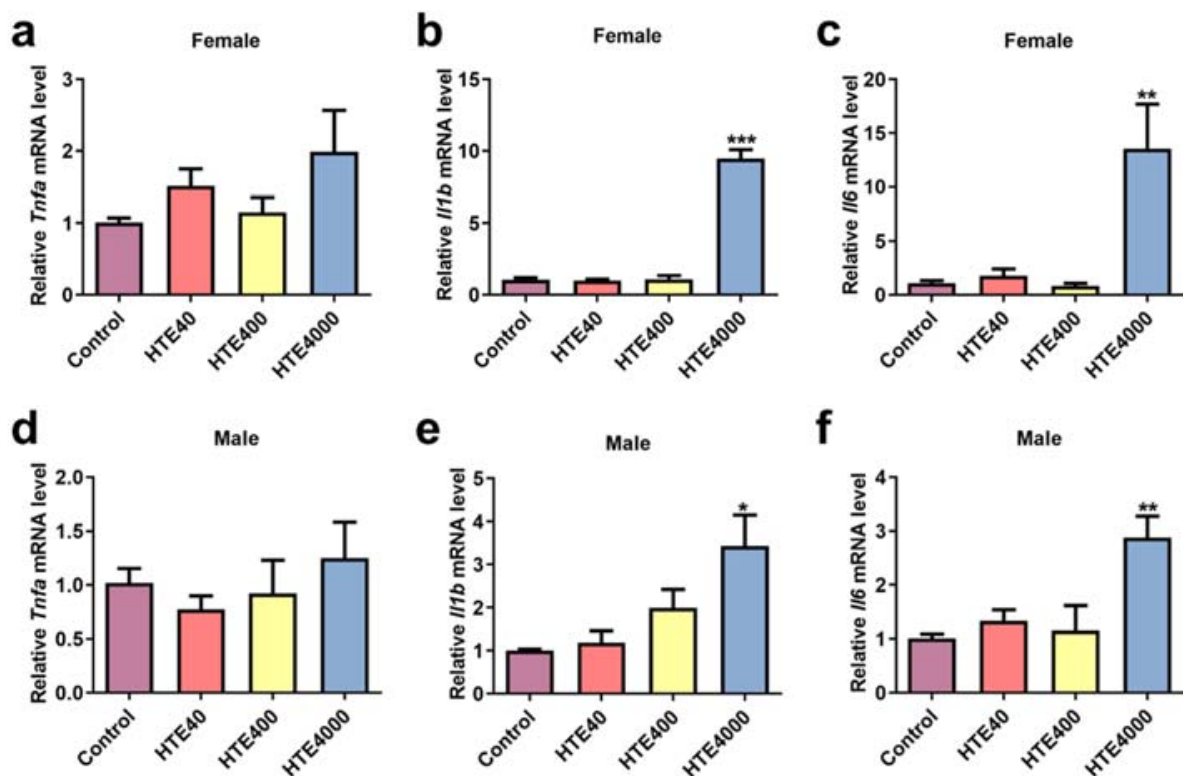 a
Female
Relative Tnfa mRNA level
3
2
1
0
Control
HTE40
HTE400
HTE4000
b
Female
Relative Il1b mRNA level
15
10
5
0
***
Control
HTE40
HTE400
HTE4000
c
Female
Relative Il6 mRNA level
20
15
10
5
0
**
Control
HTE40
HTE400
HTE4000
d
Male
Relative Tnfa mRNA level
2.0
1.5
1.0
0.5
0.0
Control
HTE40
HTE400
HTE4000
e
Male
Relative Il1b mRNA level
5
4
3
2
1
0
*
Control
HTE40
HTE400
HTE4000
f
Male
Relative Il6 mRNA level
4
3
2
1
0
**
Control
HTE40
HTE400
HTE4000